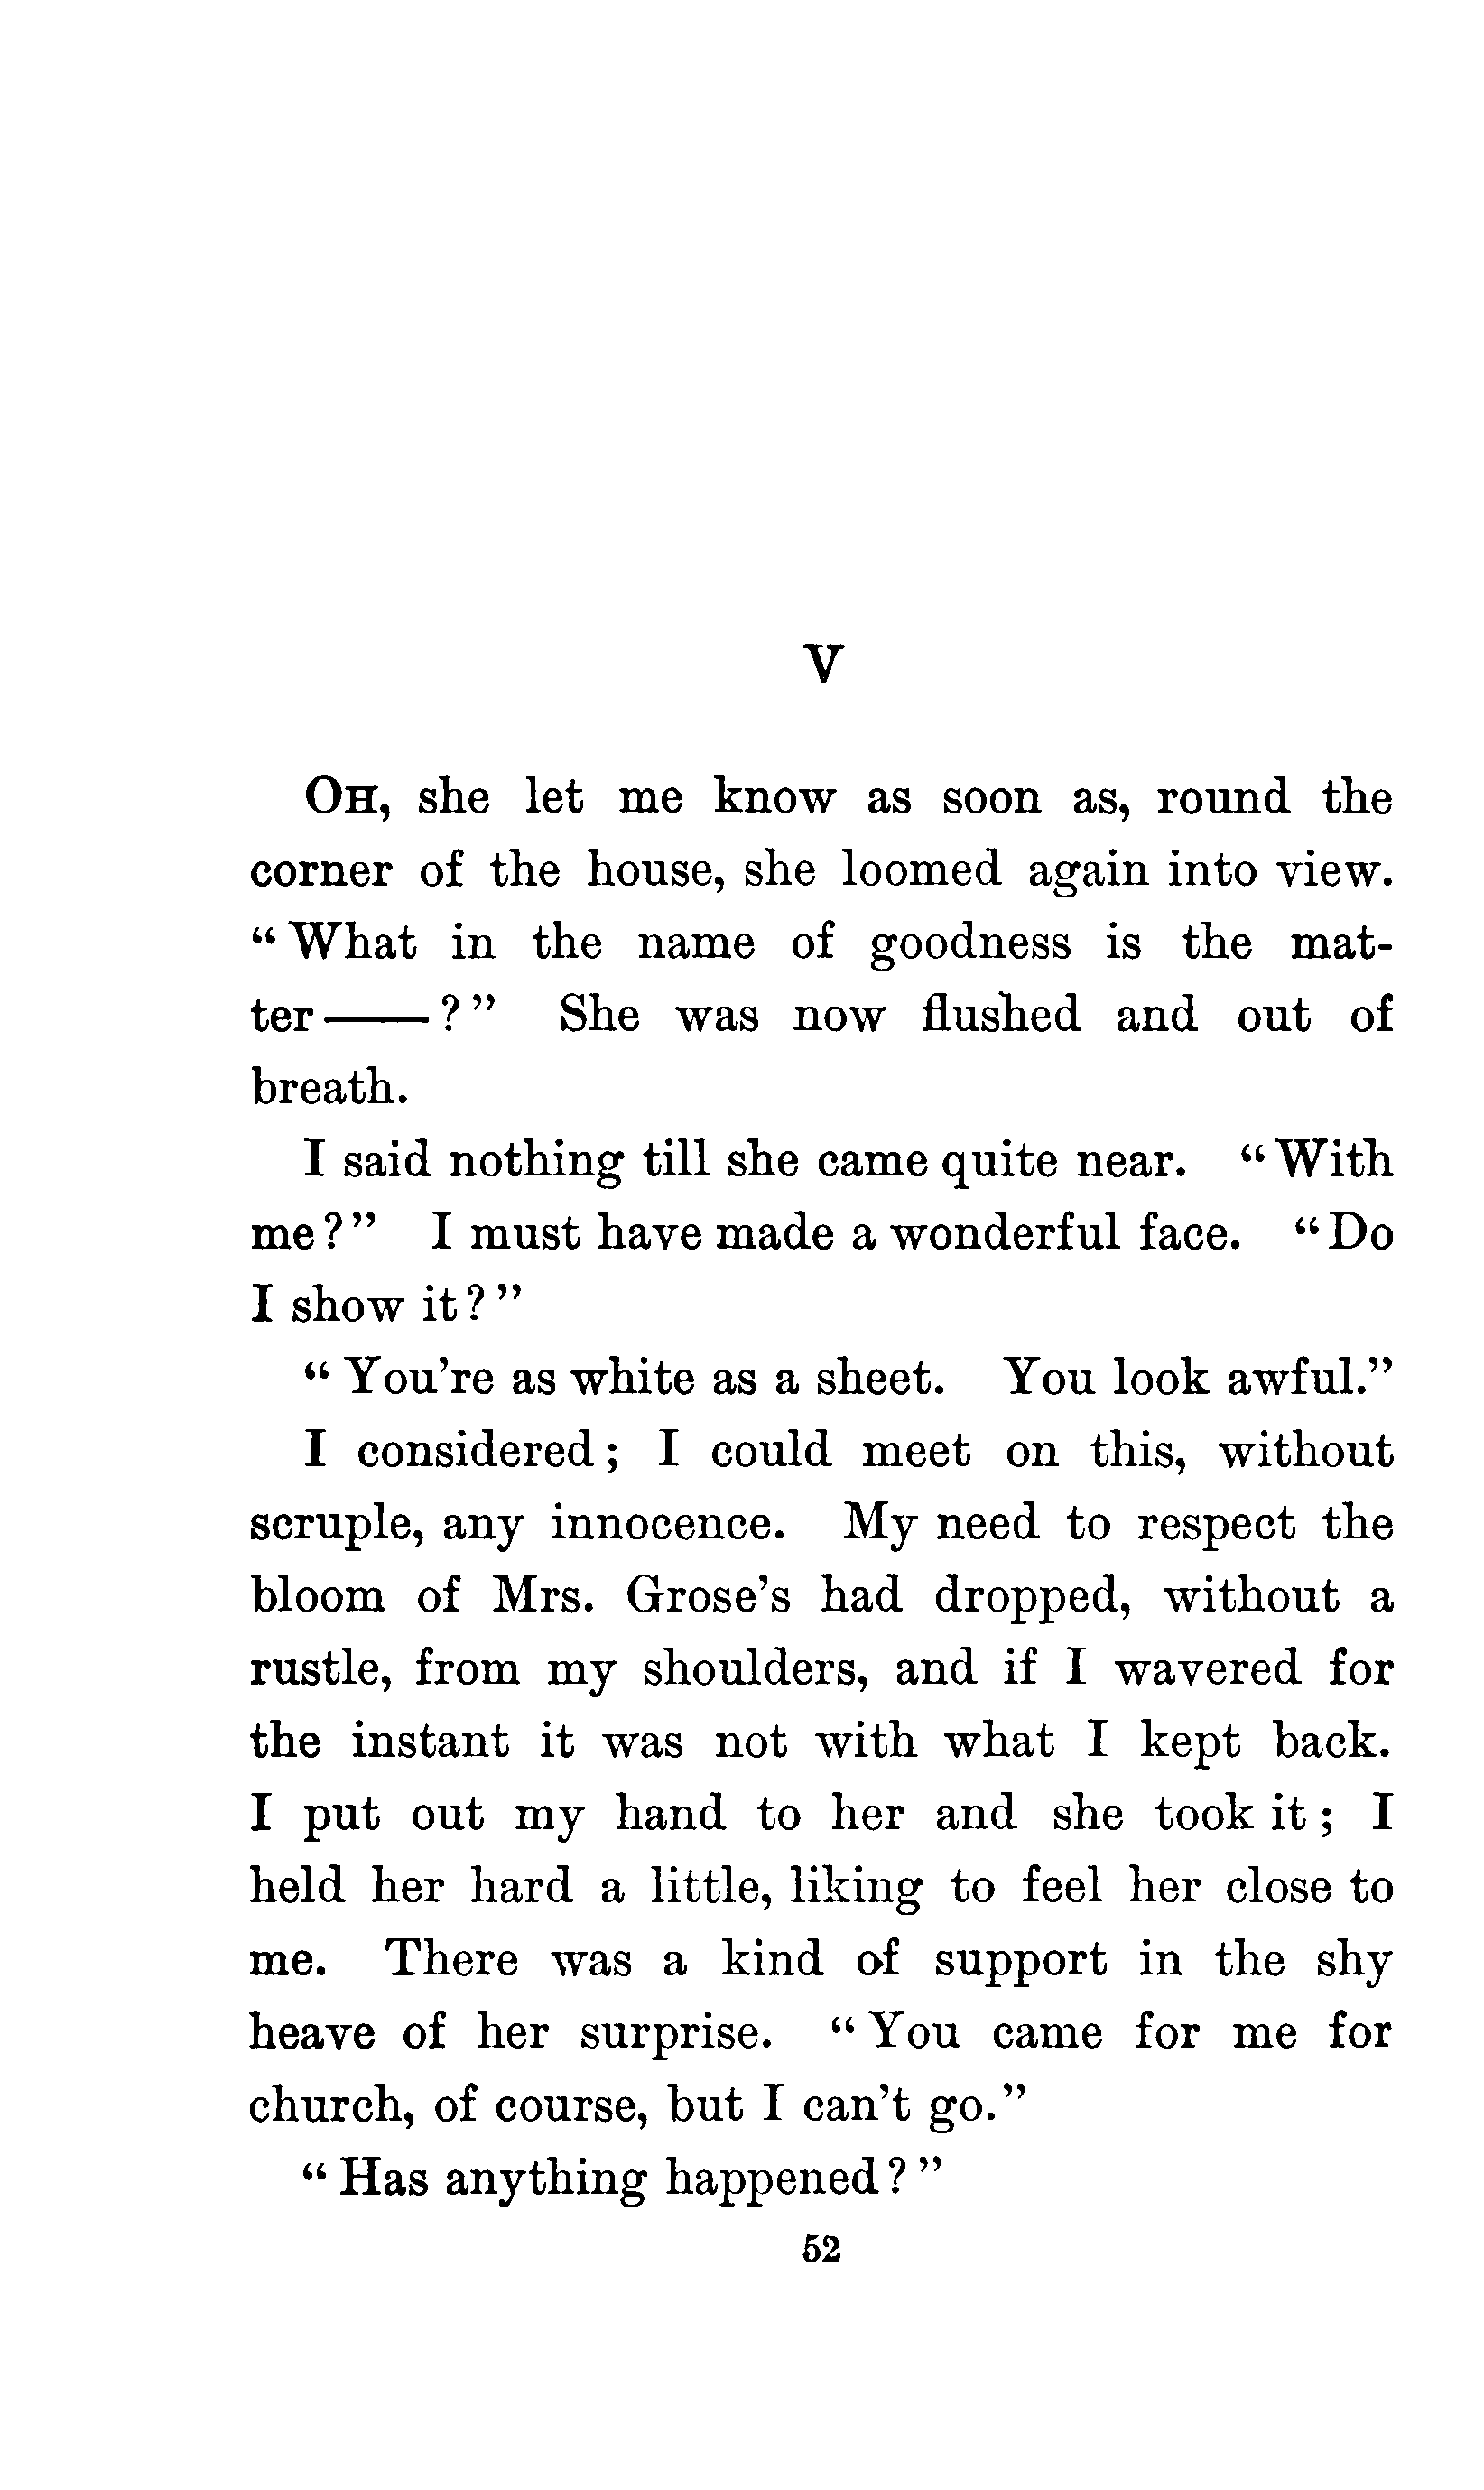 V
OH, she let me know as soon as, round the
corner of the house, she loomed again into view.
“What in the name of goodness is the mat-
ter——?” She was now flushed and out of
breath.
I said nothing till she came quite near. “With
me?” I must have made a wonderful face. “Do
I show it?”
“You're as white as a sheet. You look awful.”
I considered; I could meet on this, without
scruple, any innocence. My need to respect the
bloom of Mrs. Grose's had dropped, without a
rustle, from my shoulders, and if I wavered for
the instant it was not with what I kept back.
I put out my hand to her and she took it; I
held her hard a little, liking to feel her close to
me. There was a kind of support in the shy
heave of her surprise. “You came for me for
church, of course, but I can't go.”
“Has anything happened?”
52